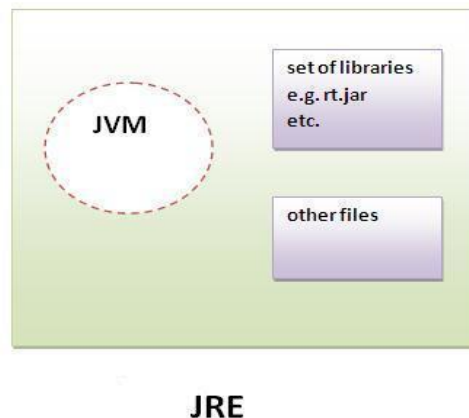 JVM
set of libraries
e.g. rt.jar
etc.
other files
JRE